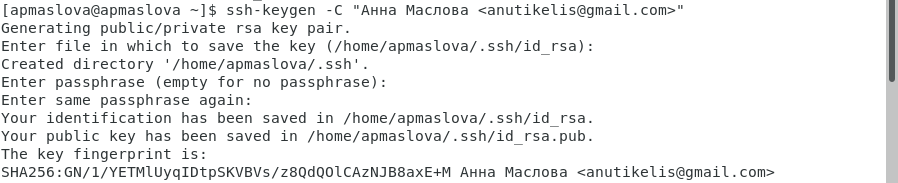 [apmaslova@apmaslova ~]$ ssh-keygen -C "Анна Маслова <anutikelis@gmail.com>"
Generating public/private rsa key pair.
Enter file in which to save the key (/home/apmaslova/.ssh/id_rsa):
Created directory '/home/apmaslova/.ssh'.
Enter passphrase (empty for no passphrase):
Enter same passphrase again:
Your identification has been saved in /home/apmaslova/.ssh/id_rsa.
Your public key has been saved in /home/apmaslova/.ssh/id_rsa.pub.
The key fingerprint is:
SHA256:GN/1/YETMlUyqIDtpSKVBVs/z8QdQOlCAzNJB8axE+M Анна Маслова <anutikelis@gmail.com>